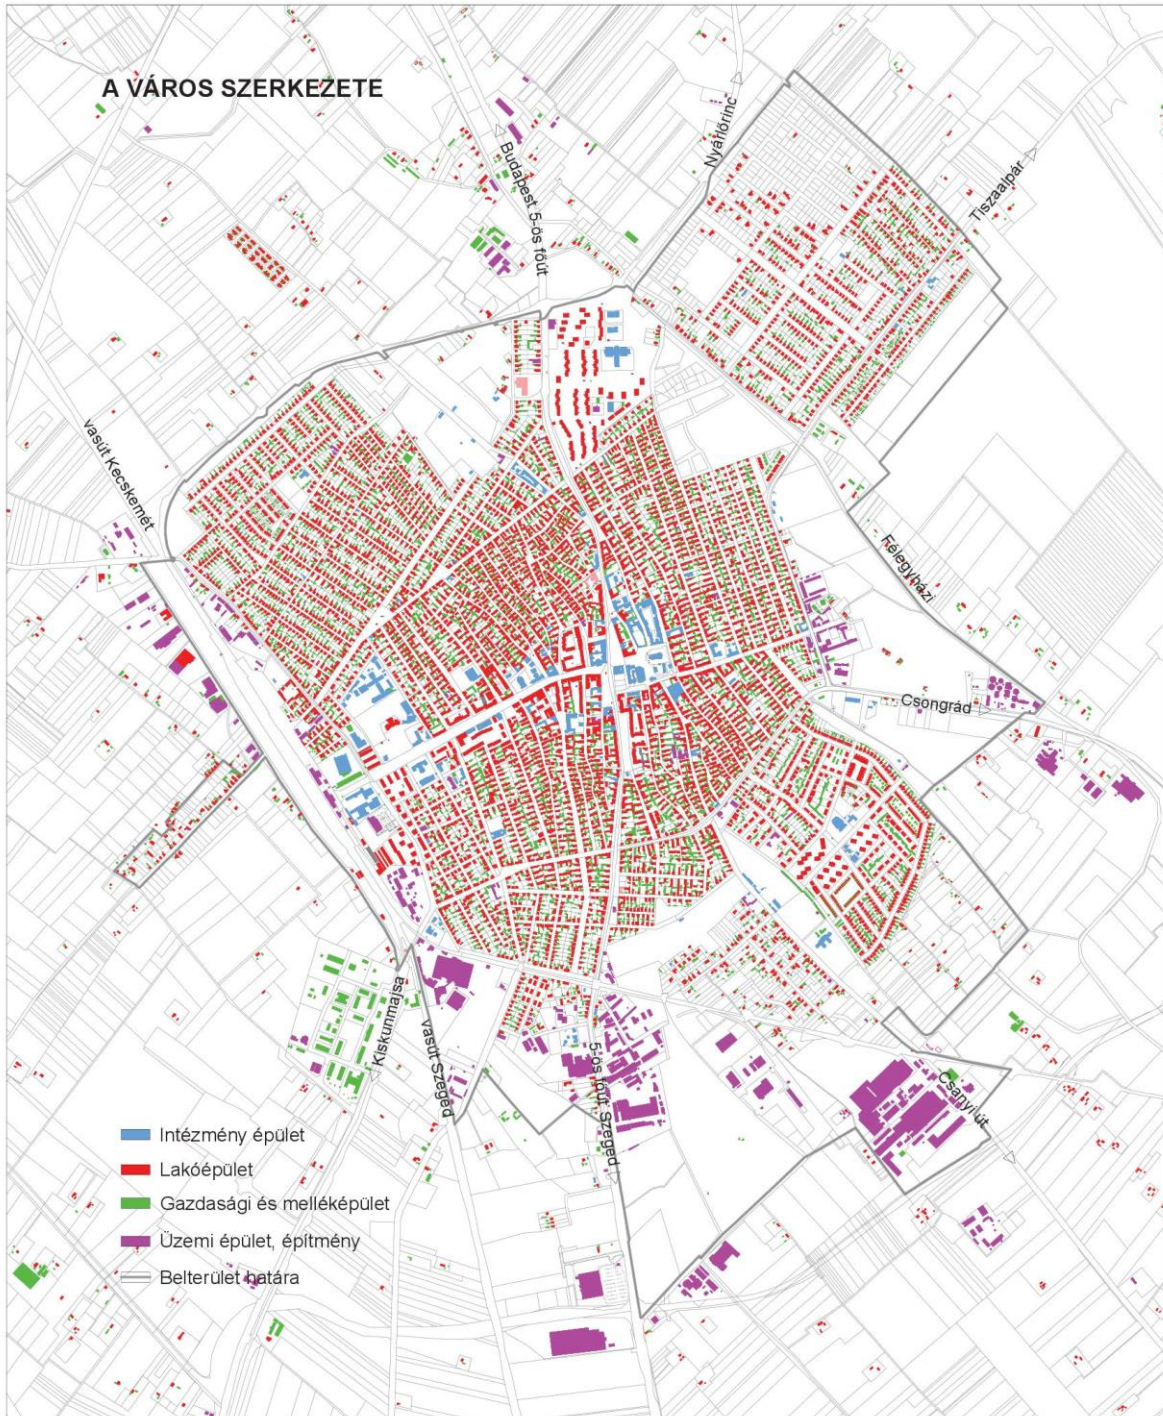 A VÁROS SZERKEZETE
Nyárlőrinc
Budapest 5-ös főút
Tiszaalpár
vasút Kecskemét
Félegyházi
Csongrád
Kiskunmajsa
vasút Szeged
5-ös főút Szeged
Csanyi út
Intézmény épület
Lakóépület
Gazdasági és melléképület
Üzemi épület, építmény
Belterület határa